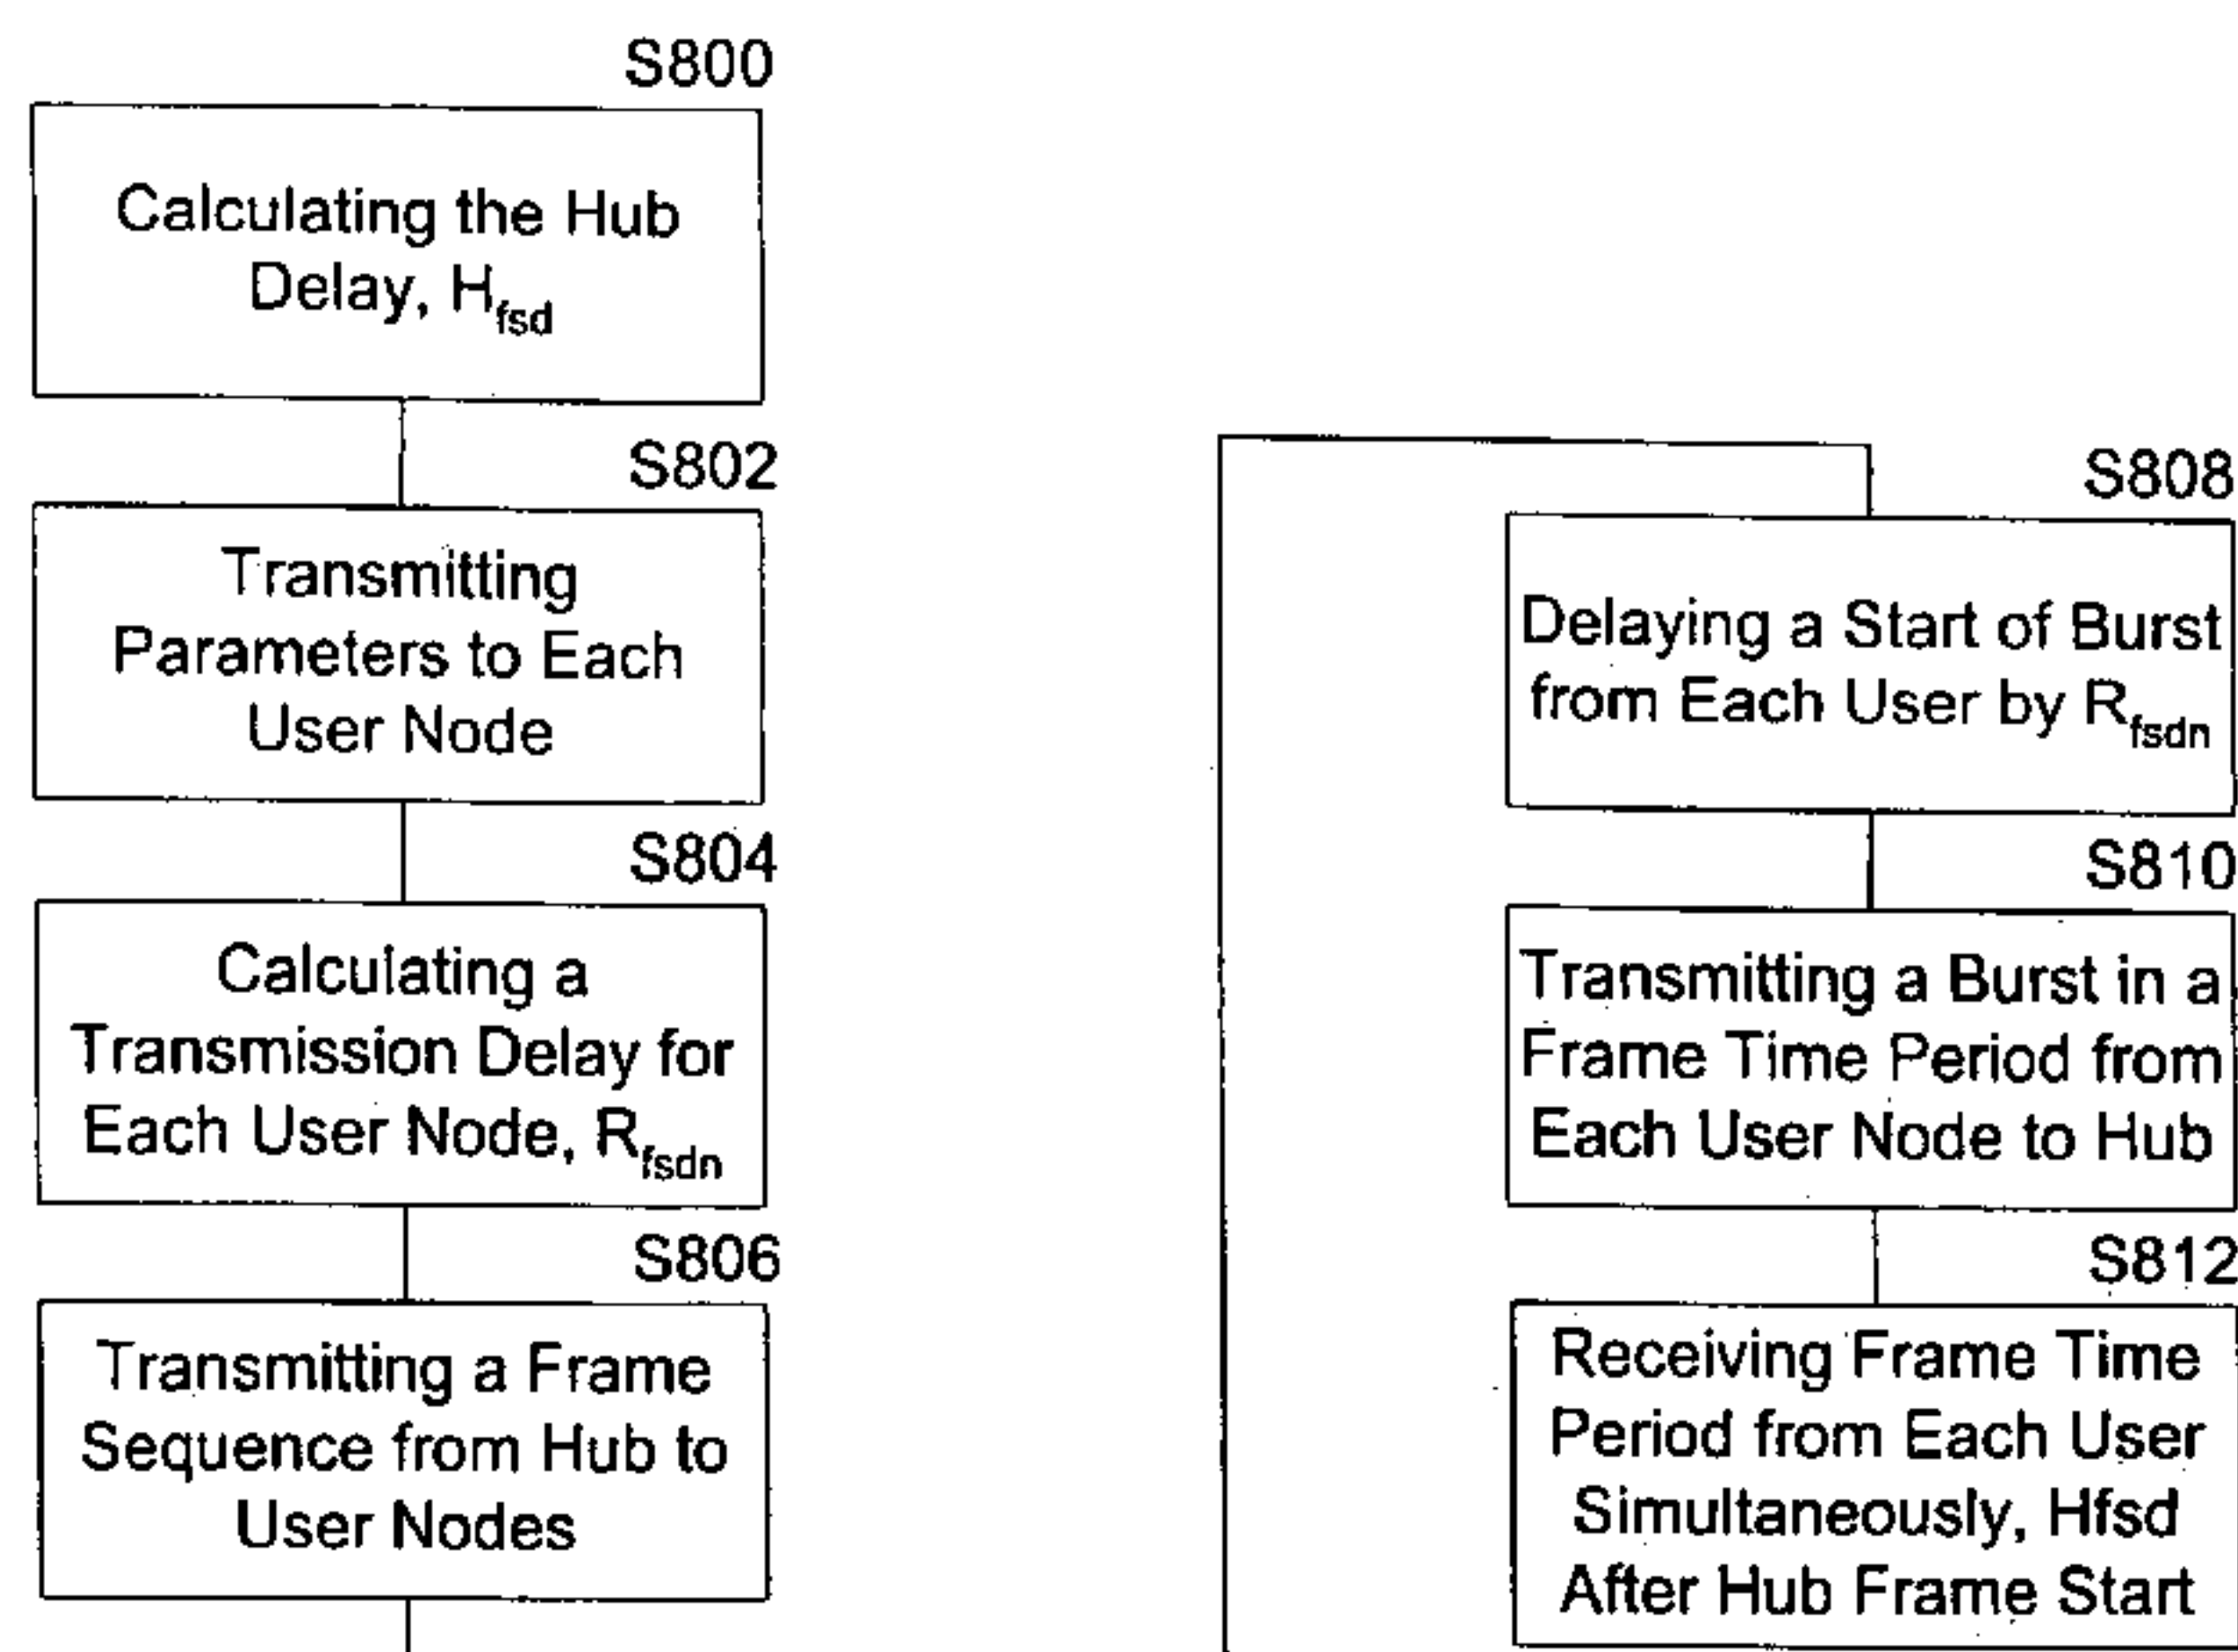 S800
Calculating the Hub
Delay, Hfsd
S802
Transmitting
Parameters to Each
User Node
S804
Calculating a
Transmission Delay for
Each User Node, Rfsdn
S806
Transmitting a Frame
Sequence from Hub to
User Nodes
S808
Delaying a Start of Burst
from Each User by Rfsdn
S810
Transmitting a Burst in a
Frame Time Period from
Each User Node to Hub
S812
Receiving Frame Time
Period from Each User
Simultaneously, Hfsd
After Hub Frame Start